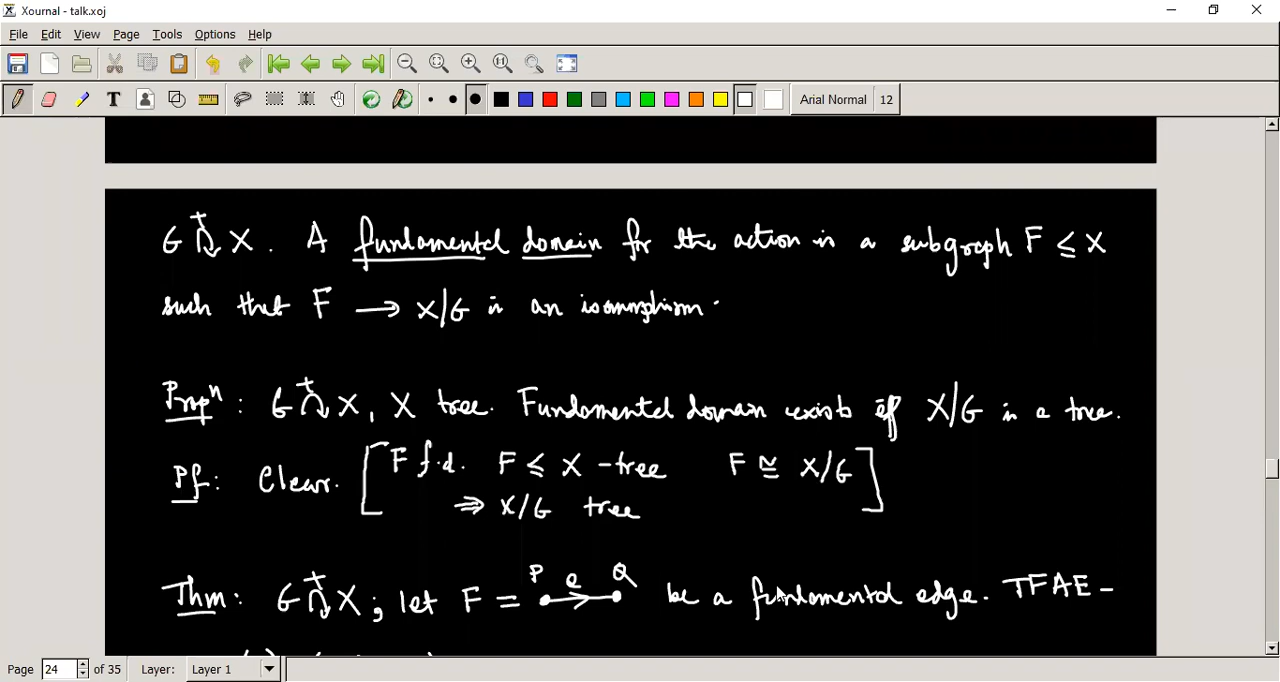 Xournal - talk.xoj
File Edit View Page Tools Options Help
Arial Normal 12
G ↷ᵗ X. A fundamental domain for the action is a subgraph F ≤ X
such that F → X/G is an isomorphism.
Propⁿ: G ↷ᵗ X, X tree. Fundamental domain exists iff X/G is a tree.
Pf: Clear. [ F f.d. F ≤ X - tree F ≅ X/G
⇒ X/G tree ]
Thm: G ↷ᵗ X; let F = P e Q be a fundamental edge. TFAE -
Page 24 of 35 Layer: Layer 1